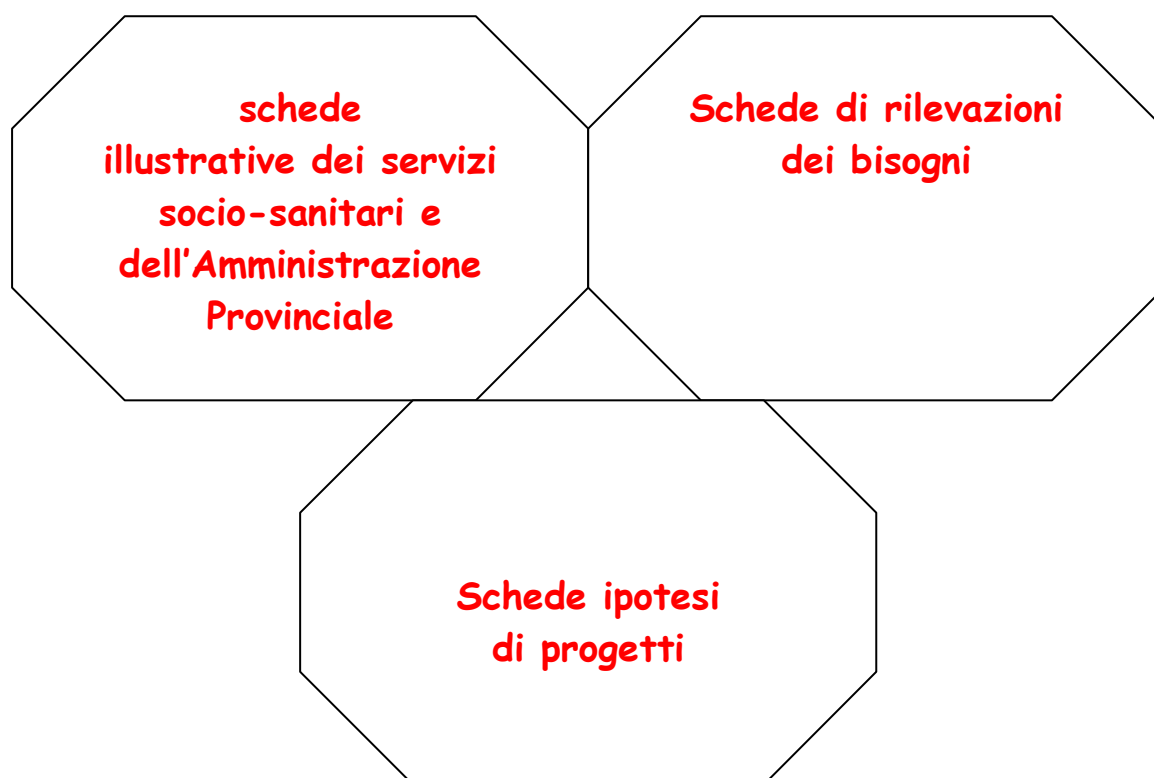 schede
illustrative dei servizi
socio-sanitari e
dell'Amministrazione
Provinciale
Schede di rilevazioni
dei bisogni
Schede ipotesi
di progetti